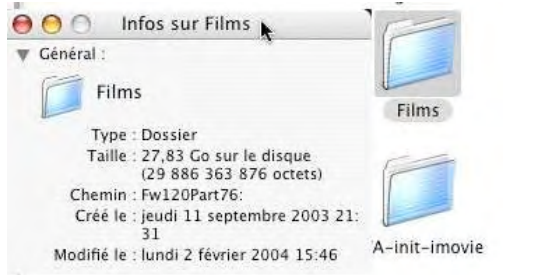 Infos sur Films
Général :
Films
Type : Dossier
Taille : 27,83 Go sur le disque
(29 886 363 876 octets)
Chemin : Fw120Part76:
Créé le : jeudi 11 septembre 2003 21:
31
Modifié le : lundi 2 février 2004 15:46
Films
A-init-imovie